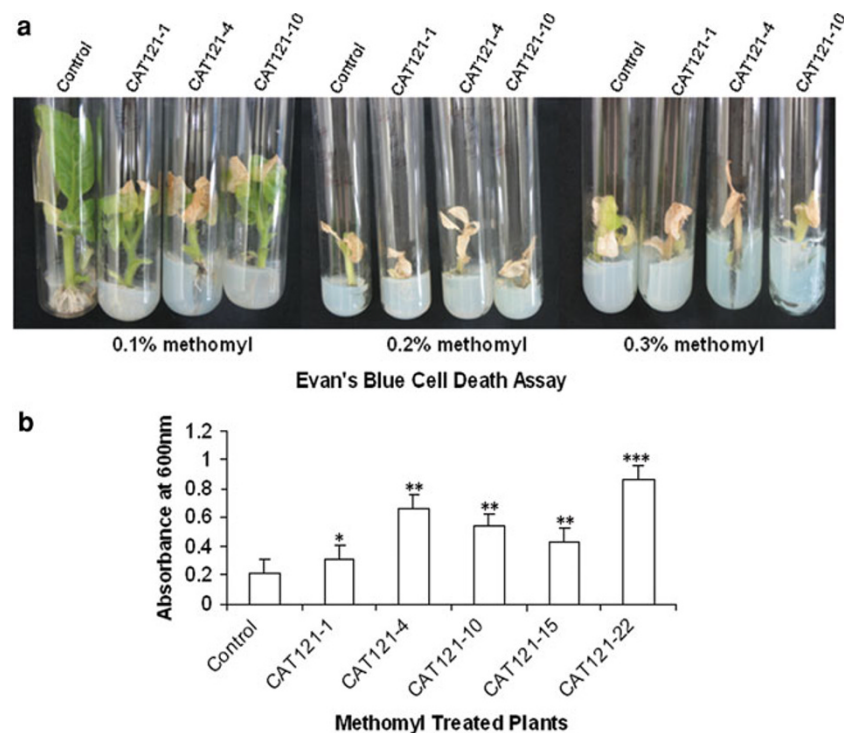 a
Control CAT121-1 CAT121-4 CAT121-10 Control CAT121-1 CAT121-4 CAT121-10 Control CAT121-1 CAT121-4 CAT121-10
0.1% methomyl 0.2% methomyl 0.3% methomyl
Evan's Blue Cell Death Assay
b
Absorbance at 600nm
1.2
1
0.8
0.6
0.4
0.2
0
* ** ** ** ***
Control CAT121-1 CAT121-4 CAT121-10 CAT121-15 CAT121-22
Methomyl Treated Plants